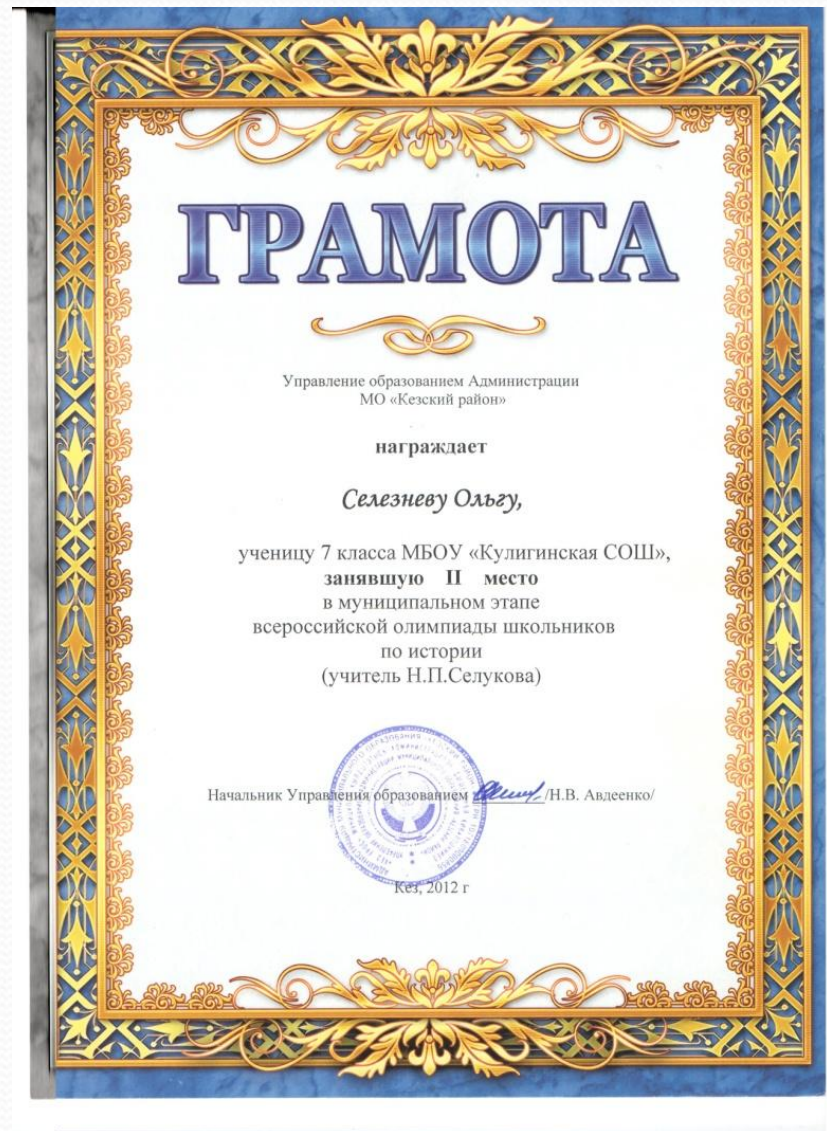 ГРАМОТА
Управление образованием Администрации
МО «Кезский район»
награждает
Селезневу Ольгу,
ученицу 7 класса МБОУ «Кулигинская СОШ»,
занявшую II место
в муниципальном этапе
всероссийской олимпиады школьников
по истории
(учитель Н.П.Селукова)
Начальник Управления образованием /Н.В. Авдеенко/
Кез, 2012 г